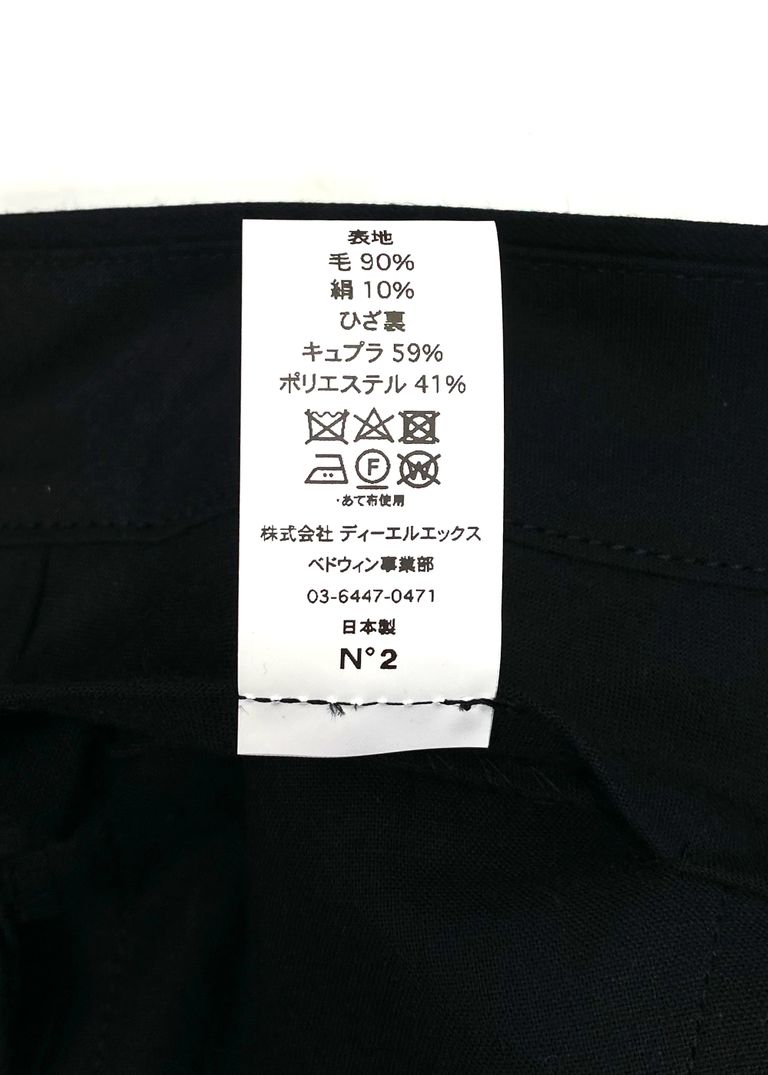 表地
毛 90%
絹 10%
ひざ裏
キュプラ 59%
ポリエステル 41%
F W
・あて布使用
株式会社 ディーエルエックス
ベドウィン事業部
03-6447-0471
日本製
N°2